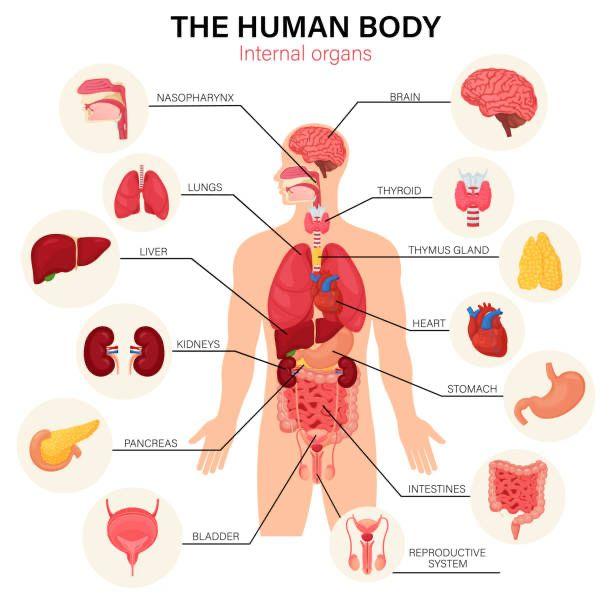 THE HUMAN BODY
Internal organs
NASOPHARYNX
BRAIN
LUNGS
THYROID
LIVER
THYMUS GLAND
HEART
KIDNEYS
STOMACH
PANCREAS
INTESTINES
BLADDER
REPRODUCTIVE
SYSTEM